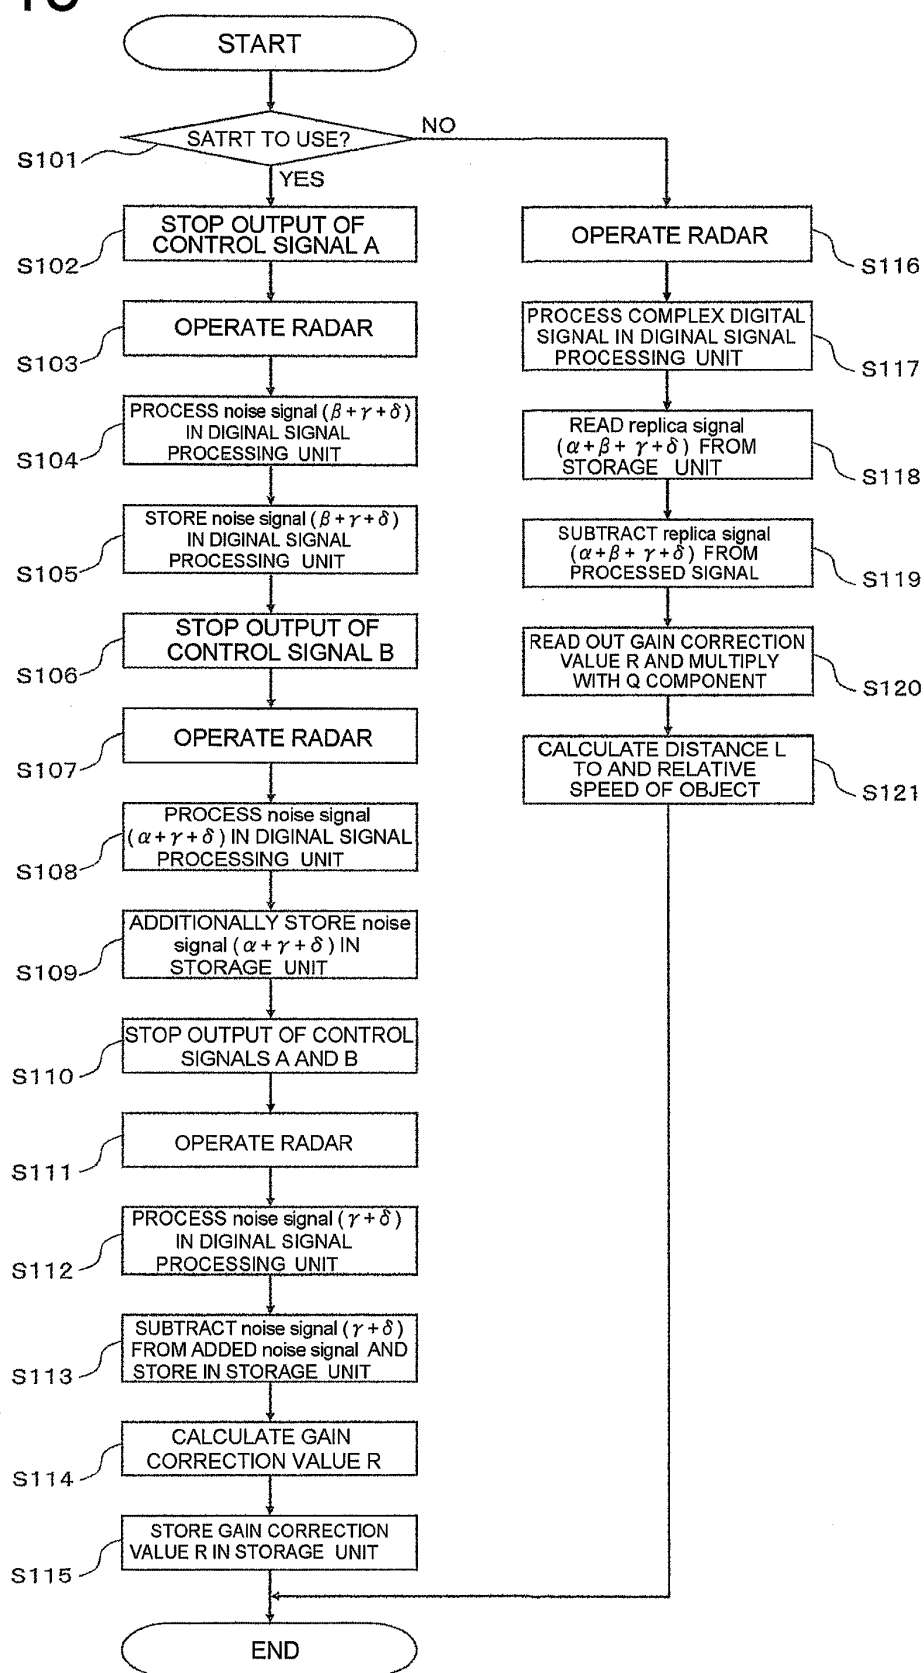 START
SATRT TO USE?
NO
S101
YES
STOP OUTPUT OF
CONTROL SIGNAL A
S102
OPERATE RADAR
S103
PROCESS noise signal (β+γ+δ)
IN DIGINAL SIGNAL
PROCESSING UNIT
S104
STORE noise signal (β+γ+δ)
IN DIGINAL SIGNAL
PROCESSING UNIT
S105
STOP OUTPUT OF
CONTROL SIGNAL B
S106
OPERATE RADAR
S107
PROCESS noise signal
(α+γ+δ) IN DIGINAL SIGNAL
PROCESSING UNIT
S108
ADDITIONALLY STORE noise
signal (α+γ+δ) IN
STORAGE UNIT
S109
STOP OUTPUT OF CONTROL
SIGNALS A AND B
S110
OPERATE RADAR
S111
PROCESS noise signal (γ+δ)
IN DIGINAL SIGNAL
PROCESSING UNIT
S112
SUBTRACT noise signal (γ+δ)
FROM ADDED noise signal AND
STORE IN STORAGE UNIT
S113
CALCULATE GAIN
CORRECTION VALUE R
S114
STORE GAIN CORRECTION
VALUE R IN STORAGE UNIT
S115
OPERATE RADAR
S116
PROCESS COMPLEX DIGITAL
SIGNAL IN DIGINAL SIGNAL
PROCESSING UNIT
S117
READ replica signal
(α+β+γ+δ) FROM
STORAGE UNIT
S118
SUBTRACT replica signal
(α+β+γ+δ) FROM
PROCESSED SIGNAL
S119
READ OUT GAIN CORRECTION
VALUE R AND MULTIPLY
WITH Q COMPONENT
S120
CALCULATE DISTANCE L
TO AND RELATIVE
SPEED OF OBJECT
S121
END